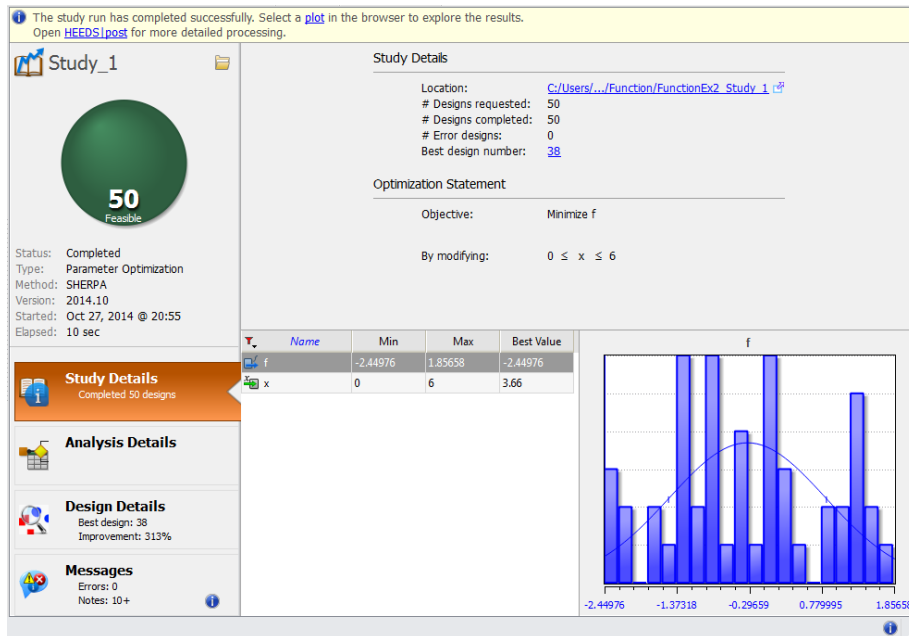 The study run has completed successfully. Select a plot in the browser to explore the results.
Open HEEDS|post for more detailed processing.
Study_1
50
Feasible
Status: Completed
Type: Parameter Optimization
Method: SHERPA
Version: 2014.10
Started: Oct 27, 2014 @ 20:55
Elapsed: 10 sec
Study Details
Completed 50 designs
Analysis Details
Design Details
Best design: 38
Improvement: 313%
Messages
Errors: 0
Notes: 10+
Study Details
Location: C:/Users/.../Function/FunctionEx2_Study_1
# Designs requested: 50
# Designs completed: 50
# Error designs: 0
Best design number: 38
Optimization Statement
Objective: Minimize f
By modifying: 0 ≤ x ≤ 6
Name Min Max Best Value
f -2.44976 1.85658 -2.44976
x 0 6 3.66
f
f f
-2.44976 -1.37318 -0.29659 0.779995 1.85658